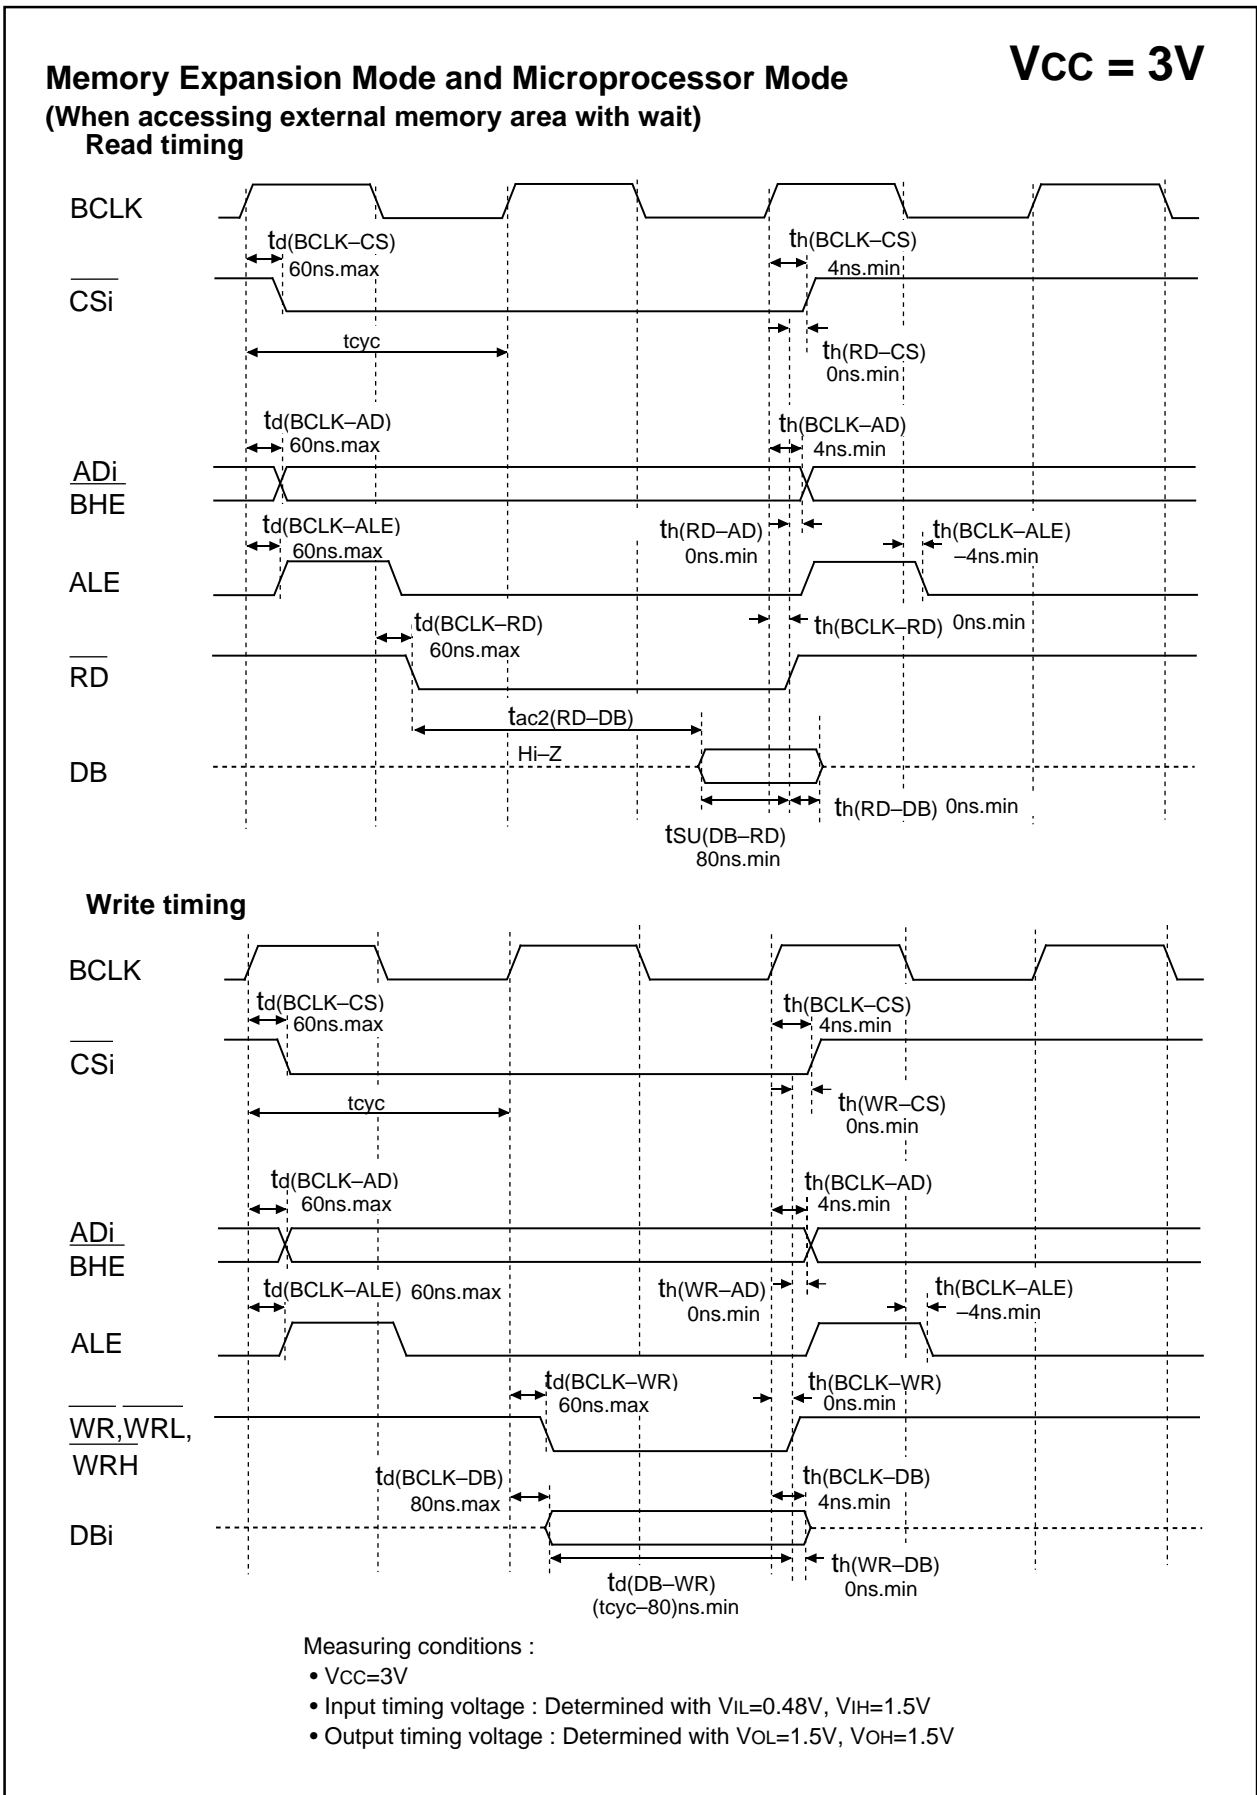 VCC = 3V
Memory Expansion Mode and Microprocessor Mode
(When accessing external memory area with wait)
Read timing
BCLK
td(BCLK–CS)
60ns.max
th(BCLK–CS)
4ns.min
CSi
tcyc
th(RD–CS)
0ns.min
td(BCLK–AD)
60ns.max
th(BCLK–AD)
4ns.min
ADi
BHE
td(BCLK–ALE)
60ns.max
th(RD–AD)
0ns.min
th(BCLK–ALE)
–4ns.min
ALE
td(BCLK–RD)
60ns.max
th(BCLK–RD) 0ns.min
RD
tac2(RD–DB)
Hi–Z
DB
th(RD–DB) 0ns.min
tSU(DB–RD)
80ns.min
Write timing
BCLK
td(BCLK–CS)
60ns.max
th(BCLK–CS)
4ns.min
CSi
tcyc
th(WR–CS)
0ns.min
td(BCLK–AD)
60ns.max
th(BCLK–AD)
4ns.min
ADi
BHE
td(BCLK–ALE) 60ns.max
th(WR–AD)
0ns.min
th(BCLK–ALE)
–4ns.min
ALE
td(BCLK–WR)
60ns.max
th(BCLK–WR)
0ns.min
WR,WRL,
WRH
td(BCLK–DB)
80ns.max
th(BCLK–DB)
4ns.min
DBi
td(DB–WR)
(tcyc–80)ns.min
th(WR–DB)
0ns.min
Measuring conditions :
• VCC=3V
• Input timing voltage : Determined with VIL=0.48V, VIH=1.5V
• Output timing voltage : Determined with VOL=1.5V, VOH=1.5V